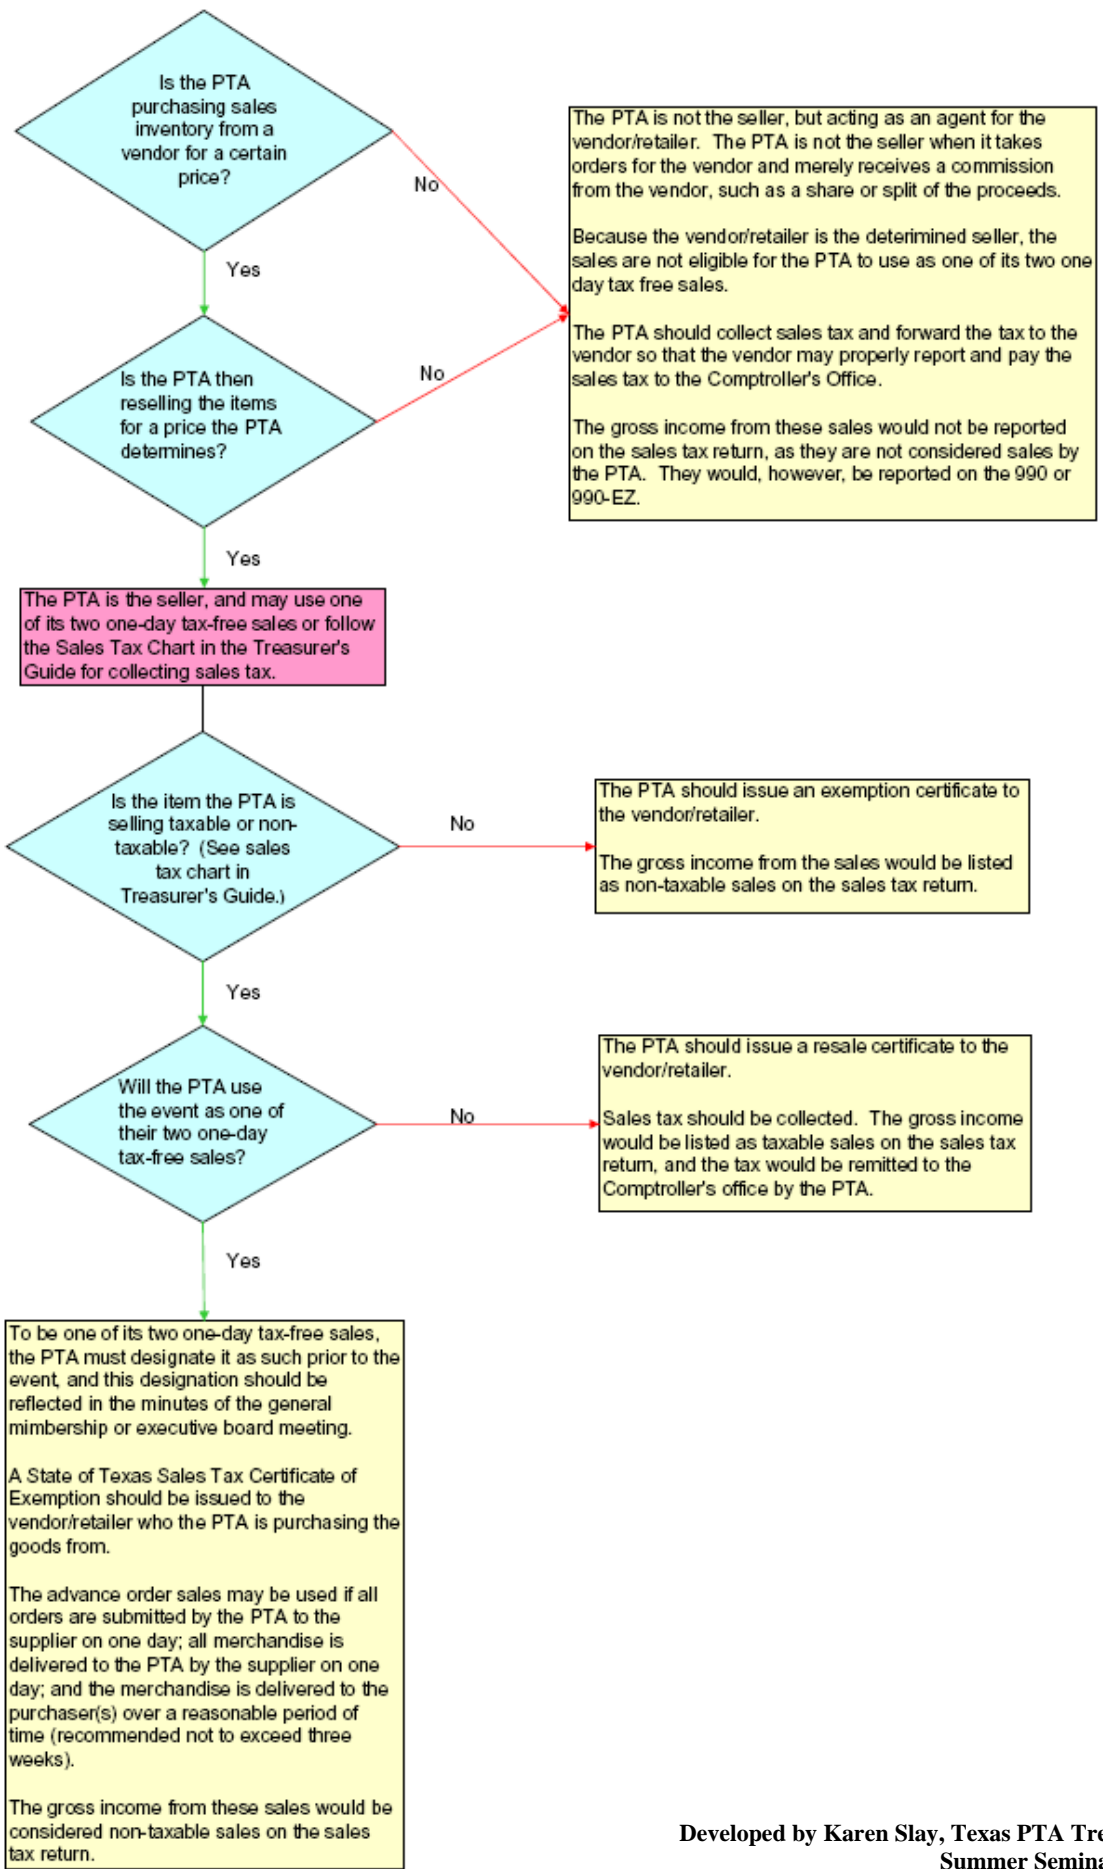 Is the PTA
purchasing sales
inventory from a
vendor for a certain
price?
No
Yes
The PTA is not the seller, but acting as an agent for the
vendor/retailer. The PTA is not the seller when it takes
orders for the vendor and merely receives a commission
from the vendor, such as a share or split of the proceeds.
Because the vendor/retailer is the deterimined seller, the
sales are not eligible for the PTA to use as one of its two one
day tax free sales.
The PTA should collect sales tax and forward the tax to the
vendor so that the vendor may properly report and pay the
sales tax to the Comptroller's Office.
The gross income from these sales would not be reported
on the sales tax return, as they are not considered sales by
the PTA. They would, however, be reported on the 990 or
990-EZ.
Is the PTA then
reselling the items
for a price the PTA
determines?
No
Yes
The PTA is the seller, and may use one
of its two one-day tax-free sales or follow
the Sales Tax Chart in the Treasurer's
Guide for collecting sales tax.
Is the item the PTA is
selling taxable or non-
taxable? (See sales
tax chart in
Treasurer's Guide.)
No
Yes
The PTA should issue an exemption certificate to
the vendor/retailer.
The gross income from the sales would be listed
as non-taxable sales on the sales tax return.
Will the PTA use
the event as one of
their two one-day
tax-free sales?
No
Yes
The PTA should issue a resale certificate to the
vendor/retailer.
Sales tax should be collected. The gross income
would be listed as taxable sales on the sales tax
return, and the tax would be remitted to the
Comptroller's office by the PTA.
To be one of its two one-day tax-free sales,
the PTA must designate it as such prior to the
event, and this designation should be
reflected in the minutes of the general
mimbership or executive board meeting.
A State of Texas Sales Tax Certificate of
Exemption should be issued to the
vendor/retailer who the PTA is purchasing the
goods from.
The advance order sales may be used if all
orders are submitted by the PTA to the
supplier on one day; all merchandise is
delivered to the PTA by the supplier on one
day; and the merchandise is delivered to the
purchaser(s) over a reasonable period of
time (recommended not to exceed three
weeks).
The gross income from these sales would be
considered non-taxable sales on the sales
tax return.
Developed by Karen Slay, Texas PTA Tre
Summer Semina